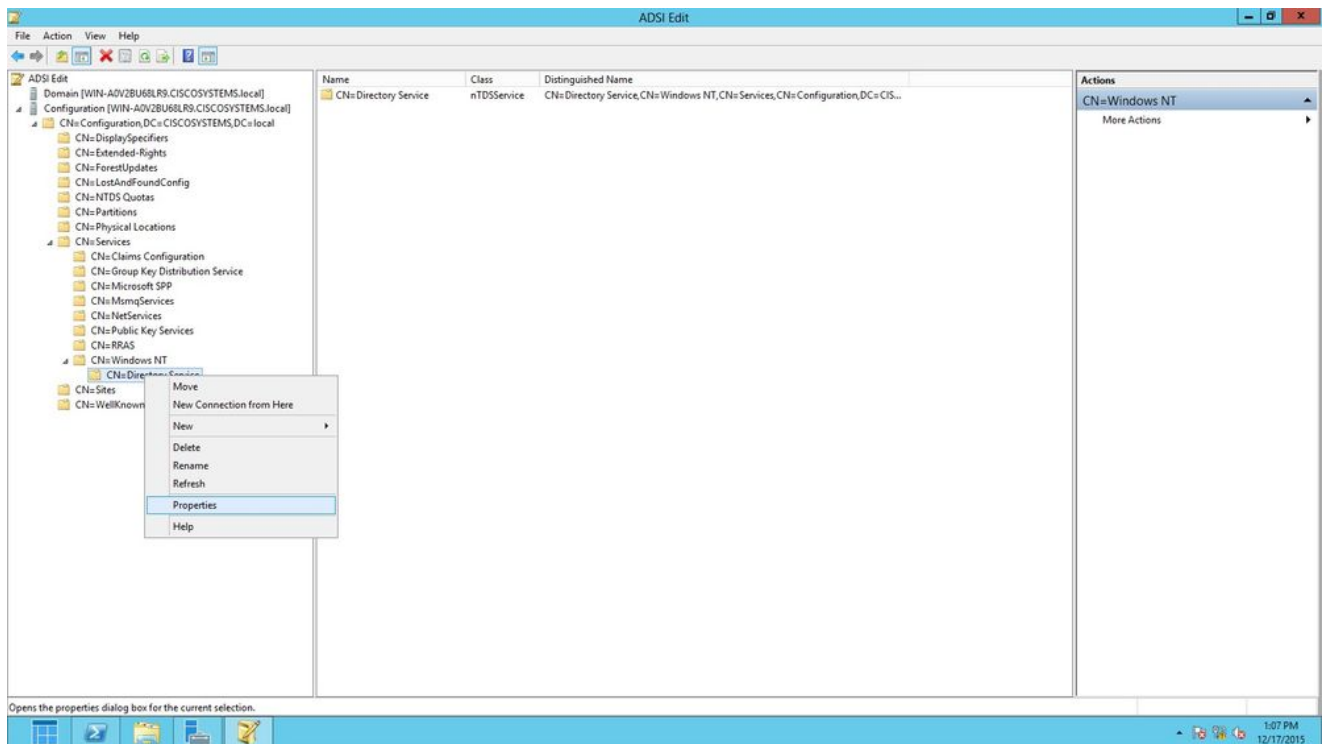 ADSI Edit
File Action View Help
ADSI Edit
Domain [WIN-A0V2BU68LR9.CISCOSYSTEMS.local]
Configuration [WIN-A0V2BU68LR9.CISCOSYSTEMS.local]
CN=Configuration,DC=CISCOSYSTEMS,DC=local
CN=DisplaySpecifiers
CN=Extended-Rights
CN=ForestUpdates
CN=LostAndFoundConfig
CN=NTDS Quotas
CN=Partitions
CN=Physical Locations
CN=Services
CN=Claims Configuration
CN=Group Key Distribution Service
CN=Microsoft SPP
CN=MsmqServices
CN=NetServices
CN=Public Key Services
CN=RRAS
CN=Windows NT
CN=Directory Service
CN=Sites
CN=WellKnown
Move
New Connection from Here
New
Delete
Rename
Refresh
Properties
Help
Name Class Distinguished Name
CN=Directory Service nTDSService CN=Directory Service,CN=Windows NT,CN=Services,CN=Configuration,DC=CIS...
Actions
CN=Windows NT
More Actions
Opens the properties dialog box for the current selection.
1:07 PM
12/17/2015